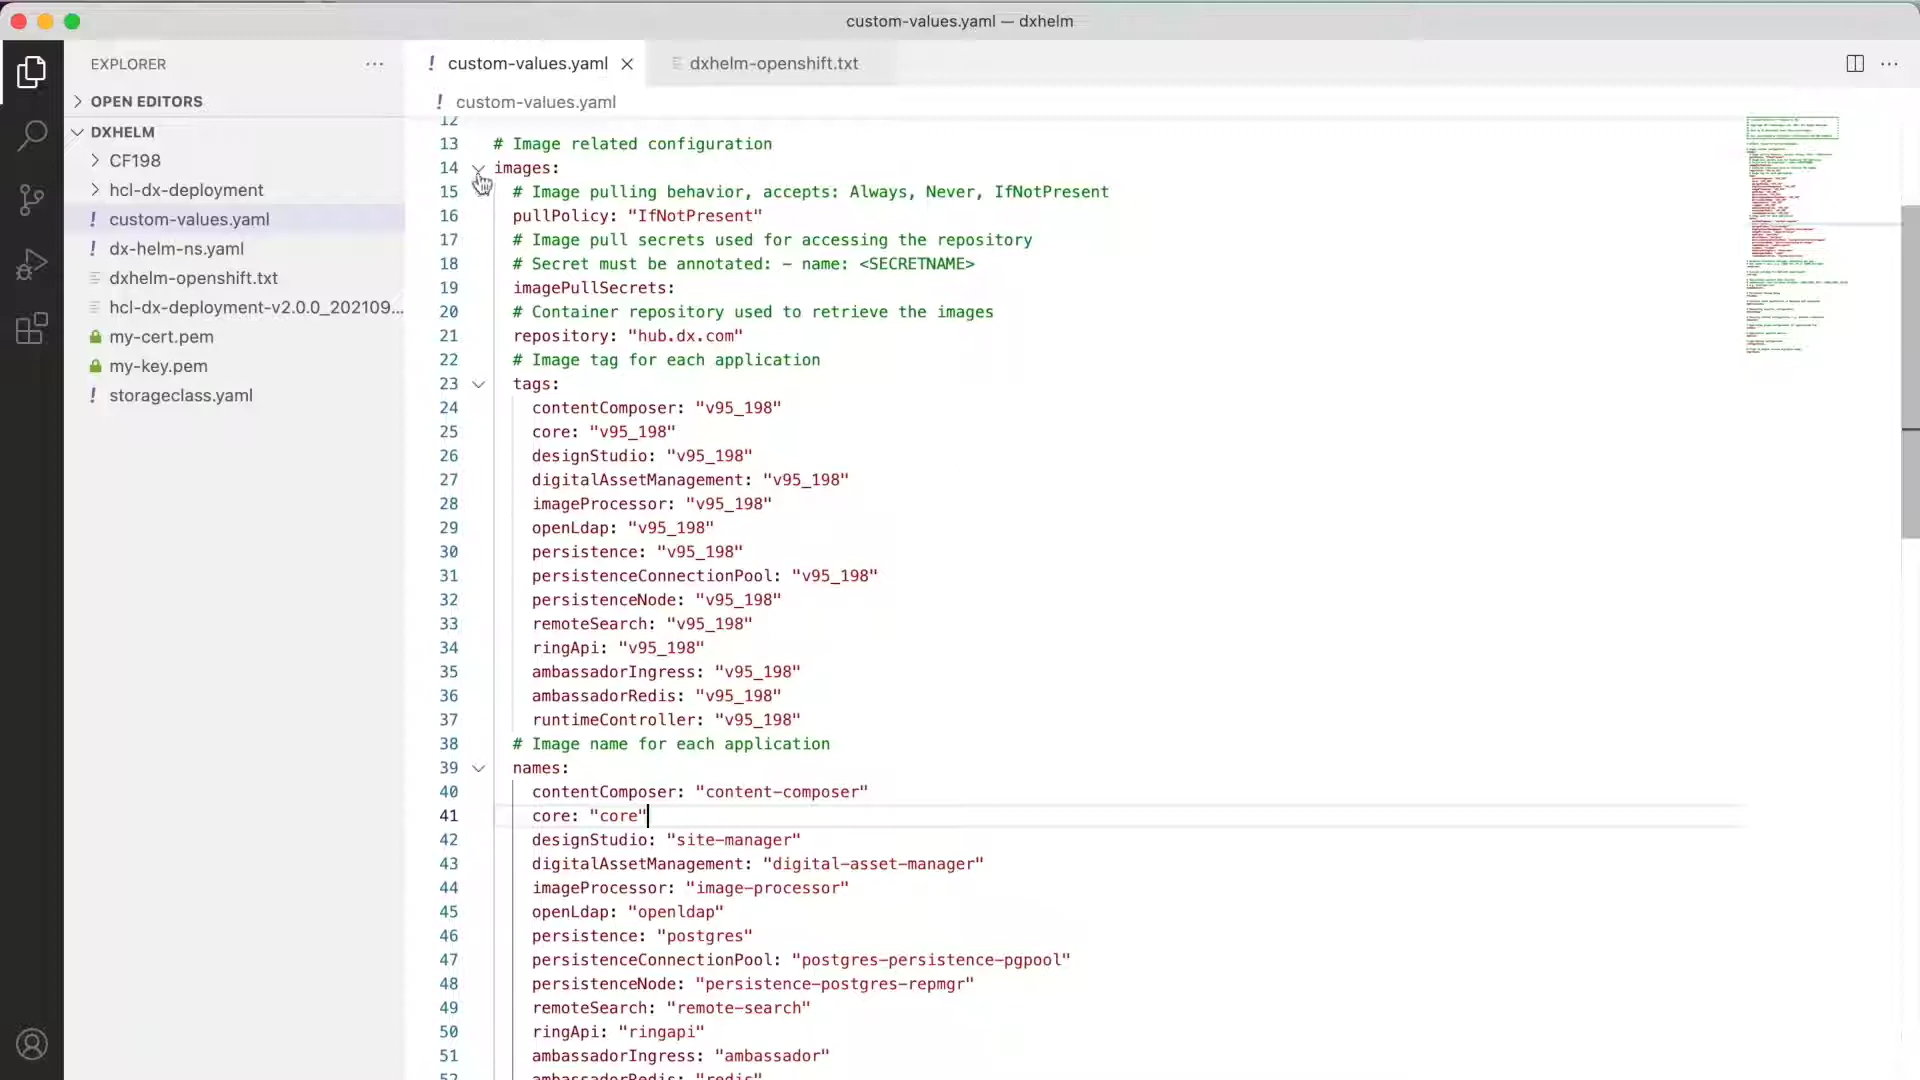 custom-values.yaml — dxhelm
EXPLORER
OPEN EDITORS
DXHELM
CF198
hcl-dx-deployment
! custom-values.yaml
! dx-helm-ns.yaml
dxhelm-openshift.txt
hcl-dx-deployment-v2.0.0_202109...
my-cert.pem
my-key.pem
! storageclass.yaml
! custom-values.yaml
dxhelm-openshift.txt
! custom-values.yaml
12
13 # Image related configuration
14 images:
15 # Image pulling behavior, accepts: Always, Never, IfNotPresent
16 pullPolicy: "IfNotPresent"
17 # Image pull secrets used for accessing the repository
18 # Secret must be annotated: - name: <SECRETNAME>
19 imagePullSecrets:
20 # Container repository used to retrieve the images
21 repository: "hub.dx.com"
22 # Image tag for each application
23 tags:
24 contentComposer: "v95_198"
25 core: "v95_198"
26 designStudio: "v95_198"
27 digitalAssetManagement: "v95_198"
28 imageProcessor: "v95_198"
29 openLdap: "v95_198"
30 persistence: "v95_198"
31 persistenceConnectionPool: "v95_198"
32 persistenceNode: "v95_198"
33 remoteSearch: "v95_198"
34 ringApi: "v95_198"
35 ambassadorIngress: "v95_198"
36 ambassadorRedis: "v95_198"
37 runtimeController: "v95_198"
38 # Image name for each application
39 names:
40 contentComposer: "content-composer"
41 core: "core"
42 designStudio: "site-manager"
43 digitalAssetManagement: "digital-asset-manager"
44 imageProcessor: "image-processor"
45 openLdap: "openldap"
46 persistence: "postgres"
47 persistenceConnectionPool: "postgres-persistence-pgpool"
48 persistenceNode: "persistence-postgres-repmgr"
49 remoteSearch: "remote-search"
50 ringApi: "ringapi"
51 ambassadorIngress: "ambassador"
52 ambassadorRedis: "redis"